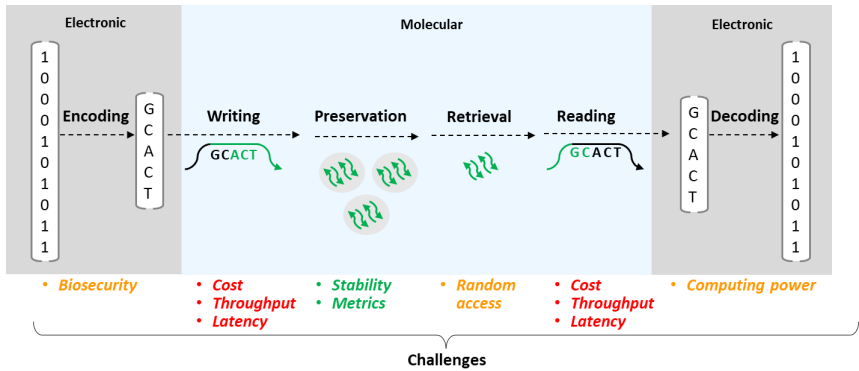 Electronic
Molecular
Electronic
1
0
0
0
0
1
0
1
0
1
1
Encoding
G
C
A
C
T
Writing
GCACT
Preservation
Retrieval
Reading
GCACT
G
C
A
C
T
Decoding
1
0
0
0
1
0
1
0
1
1
• Biosecurity
• Cost
• Throughput
• Latency
• Stability
• Metrics
• Random
access
• Cost
• Throughput
• Latency
• Computing power
Challenges